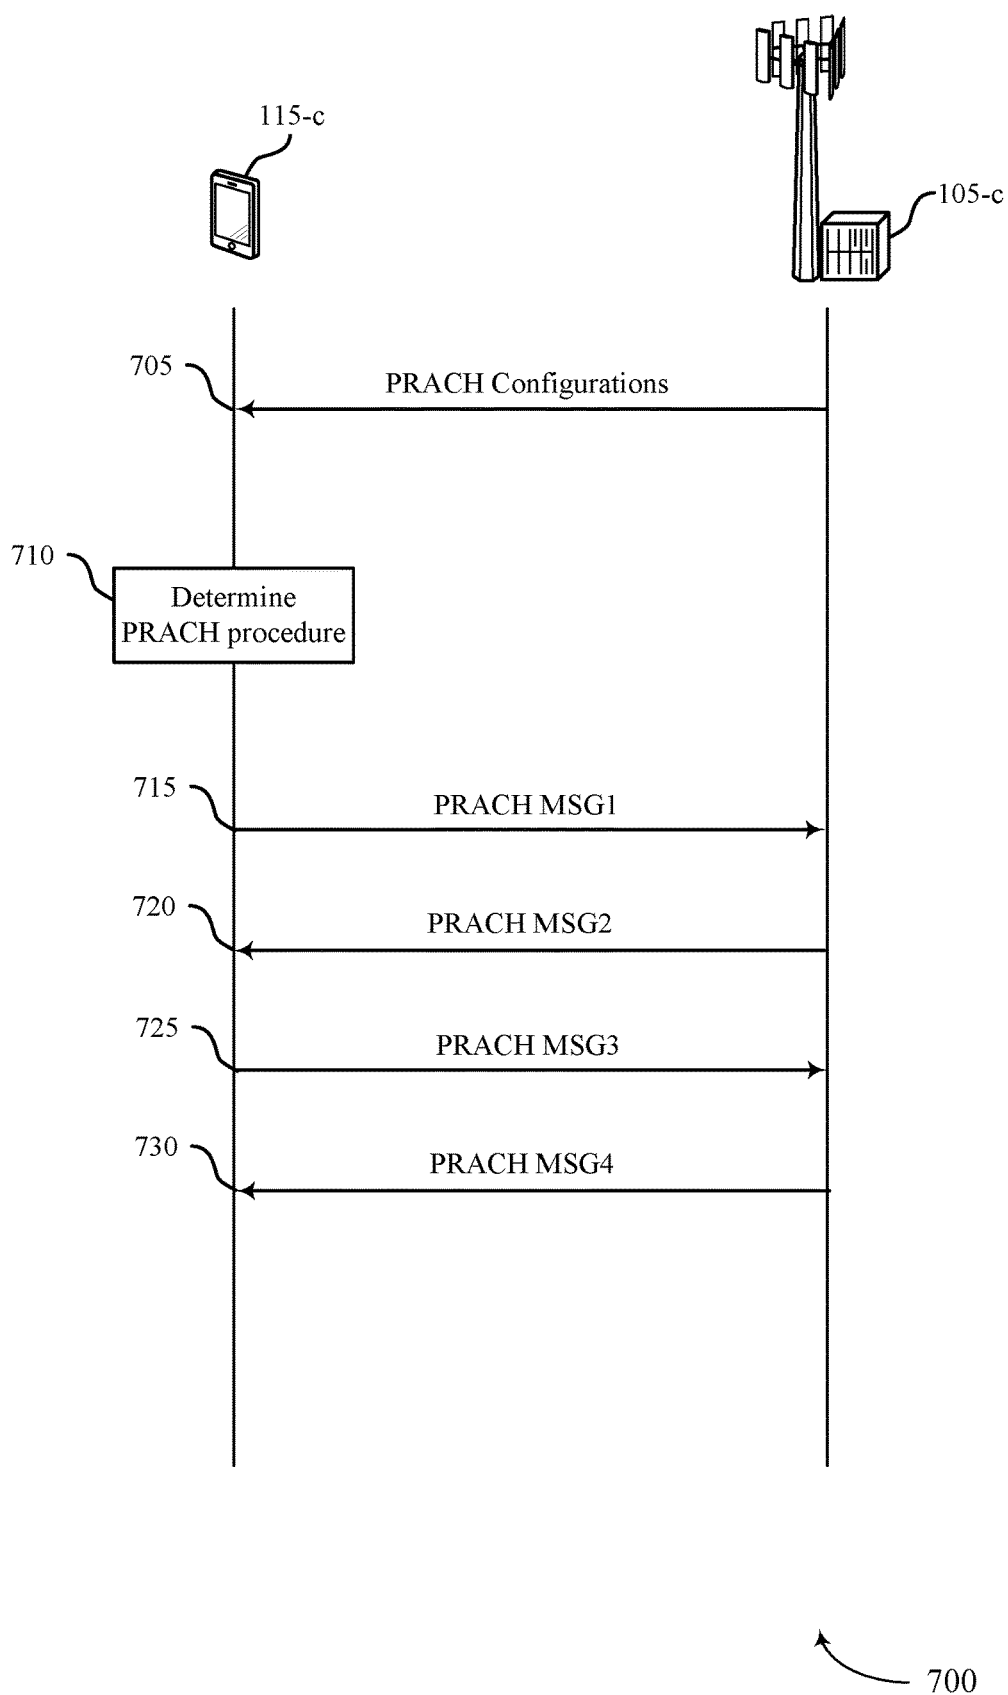 115-c
105-c
705
PRACH Configurations
710
Determine
PRACH procedure
715
PRACH MSG1
720
PRACH MSG2
725
PRACH MSG3
730
PRACH MSG4
700